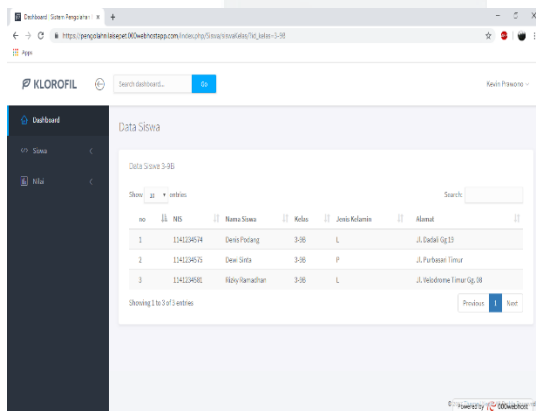 Dashboard Sistem Pengolahan
https://pengolahnilaisepet.000webhostapp.com/index.php/Siswa/siswaKelas/?id_kelas=3-9B
Apps
KLOROFIL
Search dashboard...
Go
Kevin Prawono
Dashboard
Siswa
Nilai
Data Siswa
Data Siswa 3-9B
Show 10 entries
Search:
no NIS Nama Siswa Kelas Jenis Kelamin Alamat
1 1141234574 Denis Podang 3-9B L Jl. Dadali Gg 13
2 1141234575 Dewi Sinta 3-9B P Jl. Purbasari Timur
3 1141234581 Rizky Ramadhan 3-9B L Jl. Velodrome Timur Gg. 08
Showing 1 to 3 of 3 entries
Previous 1 Next
Powered by 000webhost